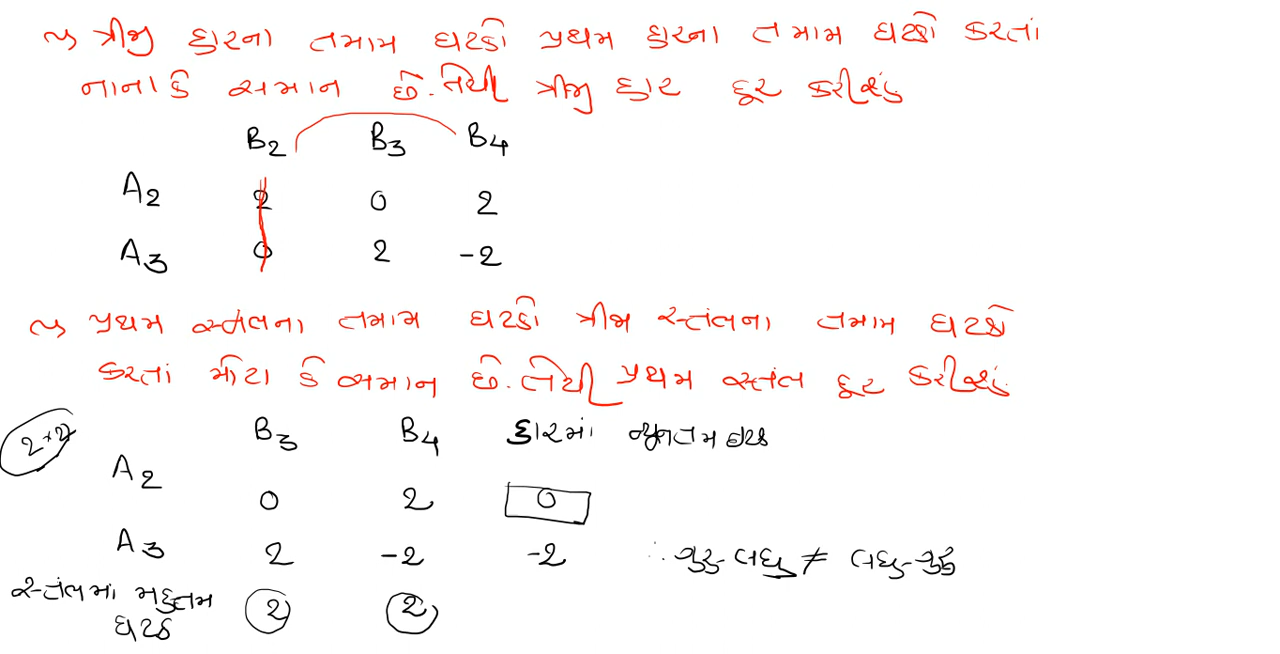 ↪ ત્રીજી હારના તમામ ઘટકો પ્રથમ હારના તમામ ઘટકો કરતાં
નાના કે સમાન છે. તેથી ત્રીજી હાર દૂર કરીશું
B2 B3 B4
A2 2 0 2
A3 0 2 -2
↪ પ્રથમ સ્તંભના તમામ ઘટકો ત્રીજા સ્તંભના તમામ ઘટકો
કરતાં મોટા કે સમાન છે. તેથી પ્રથમ સ્તંભ દૂર કરીશું
2×2 B3 B4 હારમાં ન્યુનતમ ઘટક
A2 0 2 0
A3 2 -2 -2 ∴ ગુરુ-લઘુ ≠ લઘુ-ગુરુ
સ્તંભમાં મહત્તમ
ઘટક 2 2